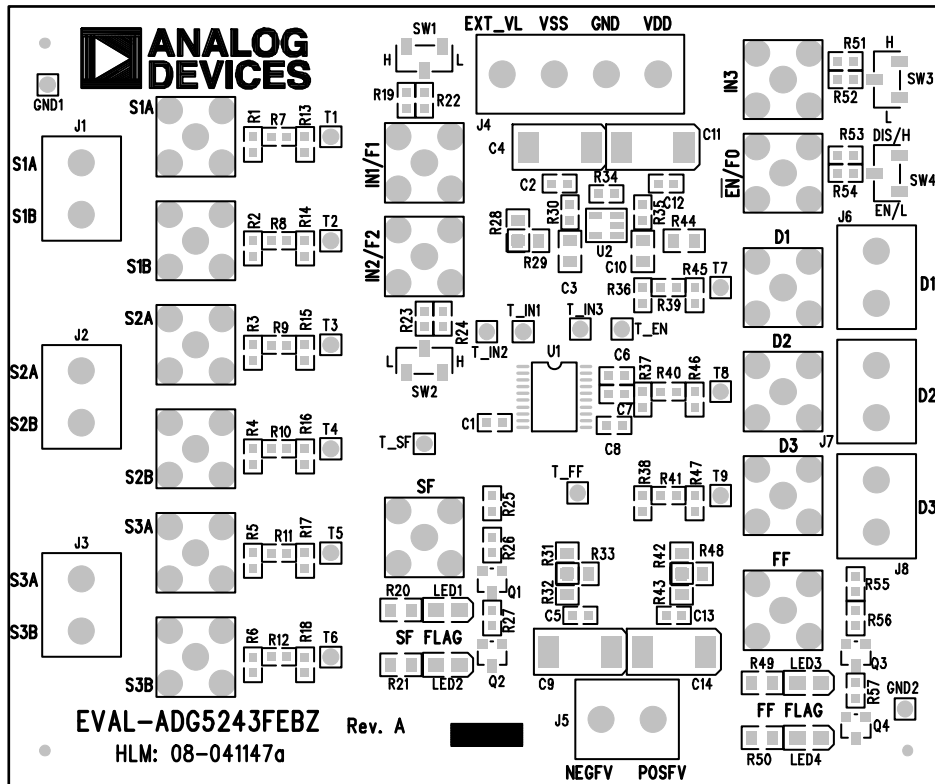 ANALOG
DEVICES
GND1
EXT_VL VSS GND VDD
SW1
H L
R19 R22
J4
C4 C11
IN3
R51
R52
H
SW3
L
S1A
J1
S1A
S1B
R1 R7 R13 T1
IN1/F1
C2 R34 C12
EN/F0
R53
R54
DIS/H
SW4
EN/L
S1B
R2 R8 R14 T2
IN2/F2
R28
R29
R30
C3
U2
R35
C10
R44
D1
J6
D1
S2A
J2
S2A
S2B
R3 R9 R15 T3
R23 R24
L H
SW2
T_IN2
T_IN1
T_IN3
T_EN
R36 R39 R45 T7
D2
D2
J7
S2B
R4 R10 R16 T4
C1
U1
C6
C7
C8
R37 R40 R46 T8
T_SF
T_FF
R38 R41 R47 T9
D3
D3
J8
S3A
J3
S3A
S3B
R5 R11 R17 T5
SF
R25
R26
Q1
R27
Q2
R31 R33
R32
C5
R42 R48
R43
C13
FF
R55
R56
Q3
R57
Q4
GND2
S3B
R6 R12 R18 T6
R20 LED1
SF FLAG
R21 LED2
C9 C14
R49 LED3
FF FLAG
R50 LED4
J5
NEGFV POSFV
EVAL-ADG5243FEBZ Rev. A
HLM: 08-041147a